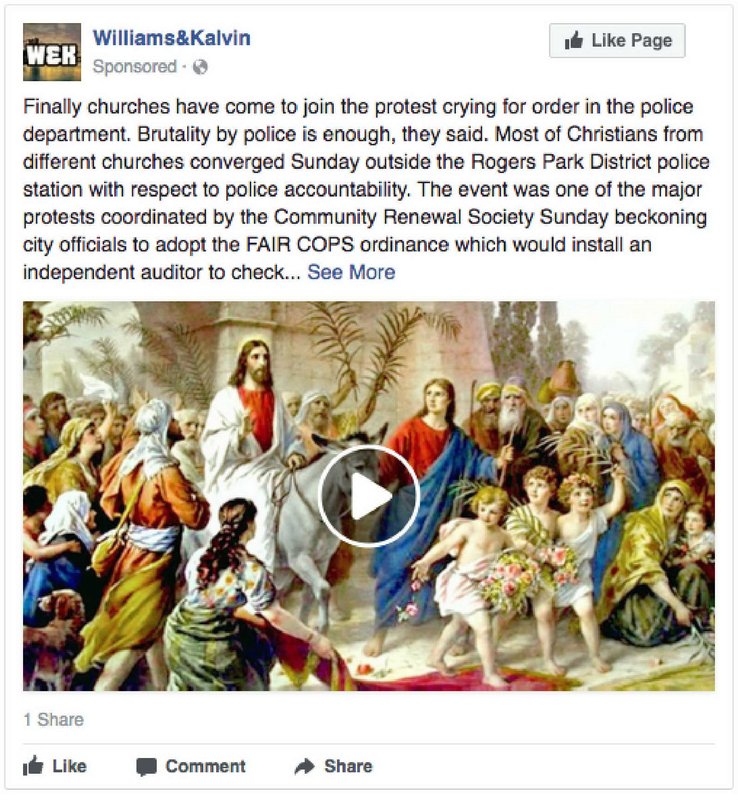 W&K
Williams&Kalvin
Like Page
Sponsored ·
Finally churches have come to join the protest crying for order in the police
department. Brutality by police is enough, they said. Most of Christians from
different churches converged Sunday outside the Rogers Park District police
station with respect to police accountability. The event was one of the major
protests coordinated by the Community Renewal Society Sunday beckoning
city officials to adopt the FAIR COPS ordinance which would install an
independent auditor to check... See More
1 Share
Like Comment Share